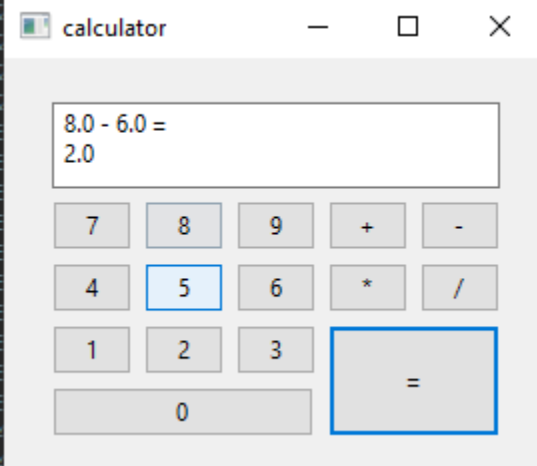 calculator
8.0 - 6.0 =
2.0
7 8 9 + -
4 5 6 * /
1 2 3
=
0